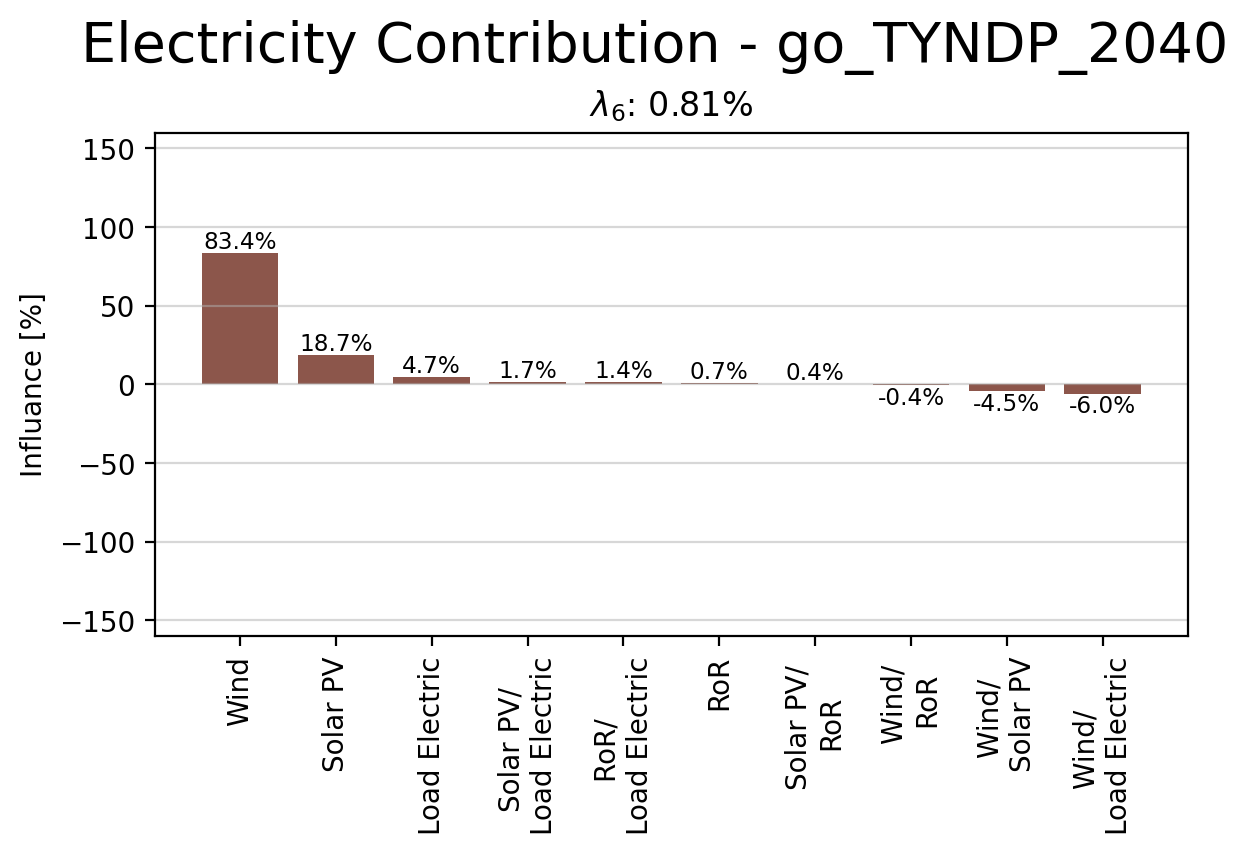 Electricity Contribution - go_TYNDP_2040
λ6: 0.81%
Influance [%]
150
100
50
0
−50
−100
−150
83.4%
18.7%
4.7%
1.7%
1.4%
0.7%
0.4%
-0.4%
-4.5%
-6.0%
Wind
Solar PV
Load Electric
Solar PV/
Load Electric
RoR/
Load Electric
RoR
Solar PV/
RoR
Wind/
RoR
Wind/
Solar PV
Wind/
Load Electric